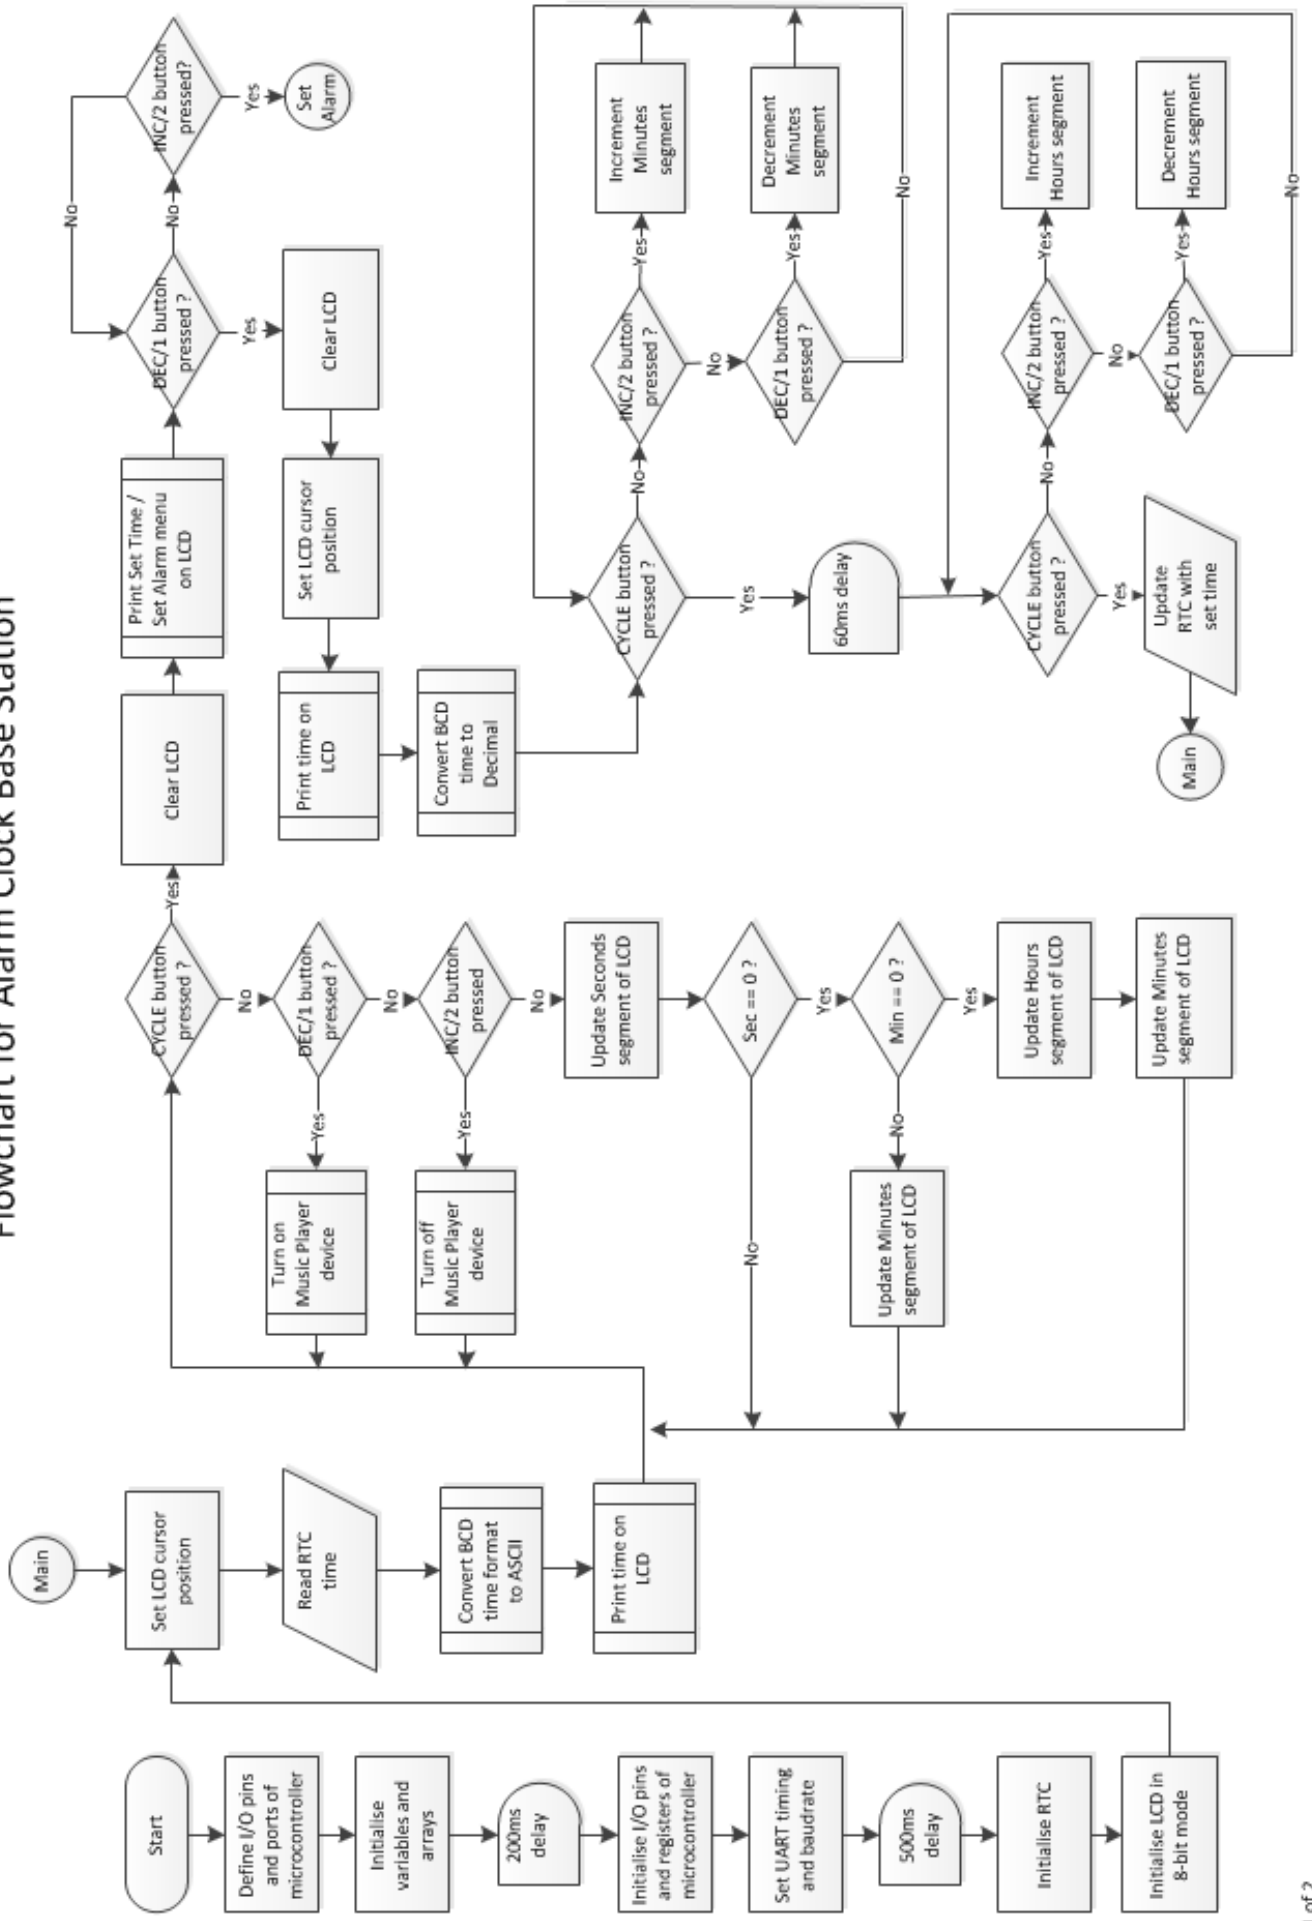 Flowchart for Alarm Clock Base Station
Start
Define I/O pins
and ports of
microcontroller
Initialise
variables and
arrays
200ms
delay
Initialise I/O pins
and registers of
microcontroller
Set UART timing
and baudrate
500ms
delay
Initialise RTC
Initialise LCD in
8-bit mode
Main
Set LCD cursor
position
Read RTC
time
Convert BCD
time format
to ASCII
Print time on
LCD
CYCLE button
pressed ?
Yes
No
DEC/1 button
pressed ?
Yes
Turn on
Music Player
device
No
INC/2 button
pressed
Yes
Turn off
Music Player
device
No
Update Seconds
segment of LCD
Sec == 0 ?
No
Yes
Min == 0 ?
No
Update Minutes
segment of LCD
Yes
Update Hours
segment of LCD
Update Minutes
segment of LCD
Clear LCD
Print Set Time /
Set Alarm menu
on LCD
DEC/1 button
pressed ?
No
INC/2 button
pressed?
No
Yes
Set
Alarm
Yes
Clear LCD
Set LCD cursor
position
Print time on
LCD
Convert BCD
time to
Decimal
CYCLE button
pressed ?
No
INC/2 button
pressed ?
Yes
Increment
Minutes
segment
No
DEC/1 button
pressed ?
Yes
Decrement
Minutes
segment
No
Yes
60ms delay
CYCLE button
pressed ?
No
INC/2 button
pressed ?
Yes
Increment
Hours segment
No
DEC/1 button
pressed ?
Yes
Decrement
Hours segment
No
Yes
Update
RTC with
set time
Main
of 2